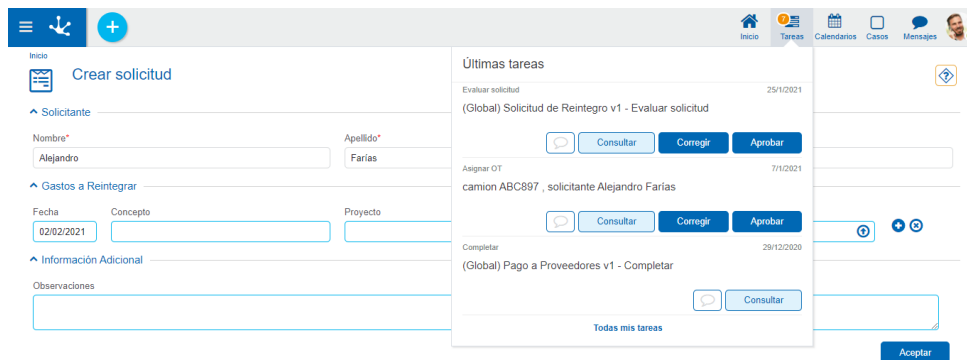 7
Inicio
Tareas
Calendarios
Casos
Mensajes
Inicio
Crear solicitud
Solicitante
Nombre*
Apellido*
Alejandro
Farías
Gastos a Reintegrar
Fecha
Concepto
Proyecto
02/02/2021
Información Adicional
Observaciones
Últimas tareas
Evaluar solicitud
25/1/2021
(Global) Solicitud de Reintegro v1 - Evaluar solicitud
Consultar
Corregir
Aprobar
Asignar OT
7/1/2021
camion ABC897 , solicitante Alejandro Farías
Consultar
Corregir
Aprobar
Completar
29/12/2020
(Global) Pago a Proveedores v1 - Completar
Consultar
Todas mis tareas
Aceptar